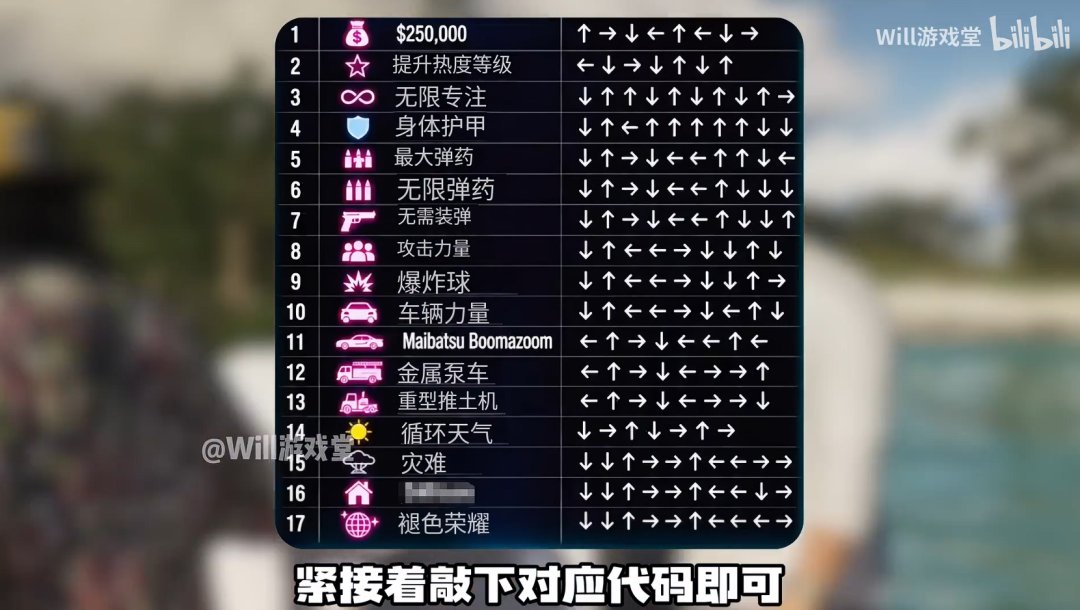 Will游戏堂 bilibili
1 $250,000 ↑→↓←↑←↓→
2 提升热度等级 ←↓→↓↑↓↑
3 无限专注 ↓↑↑↓↑↓↑↓↑→
4 身体护甲 ↓↑←↑↑↑↑↑↓↓
5 最大弹药 ↓↑→↓←←↑↑↓←
6 无限弹药 ↓↑→↓←←↑↓↓↓
7 无需装弹 ↓↑→↓←←↑↓↓↑
8 攻击力量 ↓↑←←→↓↓↑↓
9 爆炸球 ↓↑←←→↓↓↑→
10 车辆力量 ↓↑←←→↓←↑↓
11 Maibatsu Boomazoom ←↑→↓←←↑←
12 金属泵车 ←↑→↓←→→↑
13 重型推土机 ←↑→↓←→→↓
14 循环天气 ↓→↑↓→↑→
@Will游戏堂
15 灾难 ↓↓↑→→↑←←→→
16 ↓↓↑→→↑←←↓→
17 褪色荣耀 ↓↓↑→→↑←←←→
紧接着敲下对应代码即可